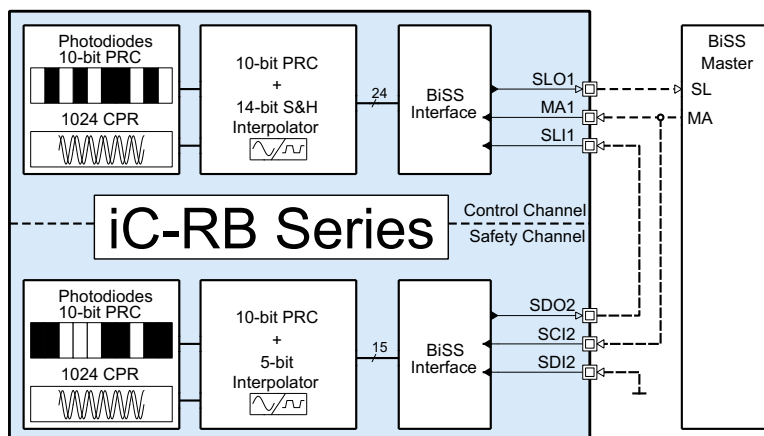 Photodiodes
10-bit PRC
1024 CPR
10-bit PRC
+
14-bit S&H
Interpolator
24
BiSS
Interface
SLO1
MA1
SLI1
BiSS
Master
SL
MA
iC-RB Series
Control Channel
Safety Channel
Photodiodes
10-bit PRC
1024 CPR
10-bit PRC
+
5-bit
Interpolator
15
BiSS
Interface
SDO2
SCI2
SDI2